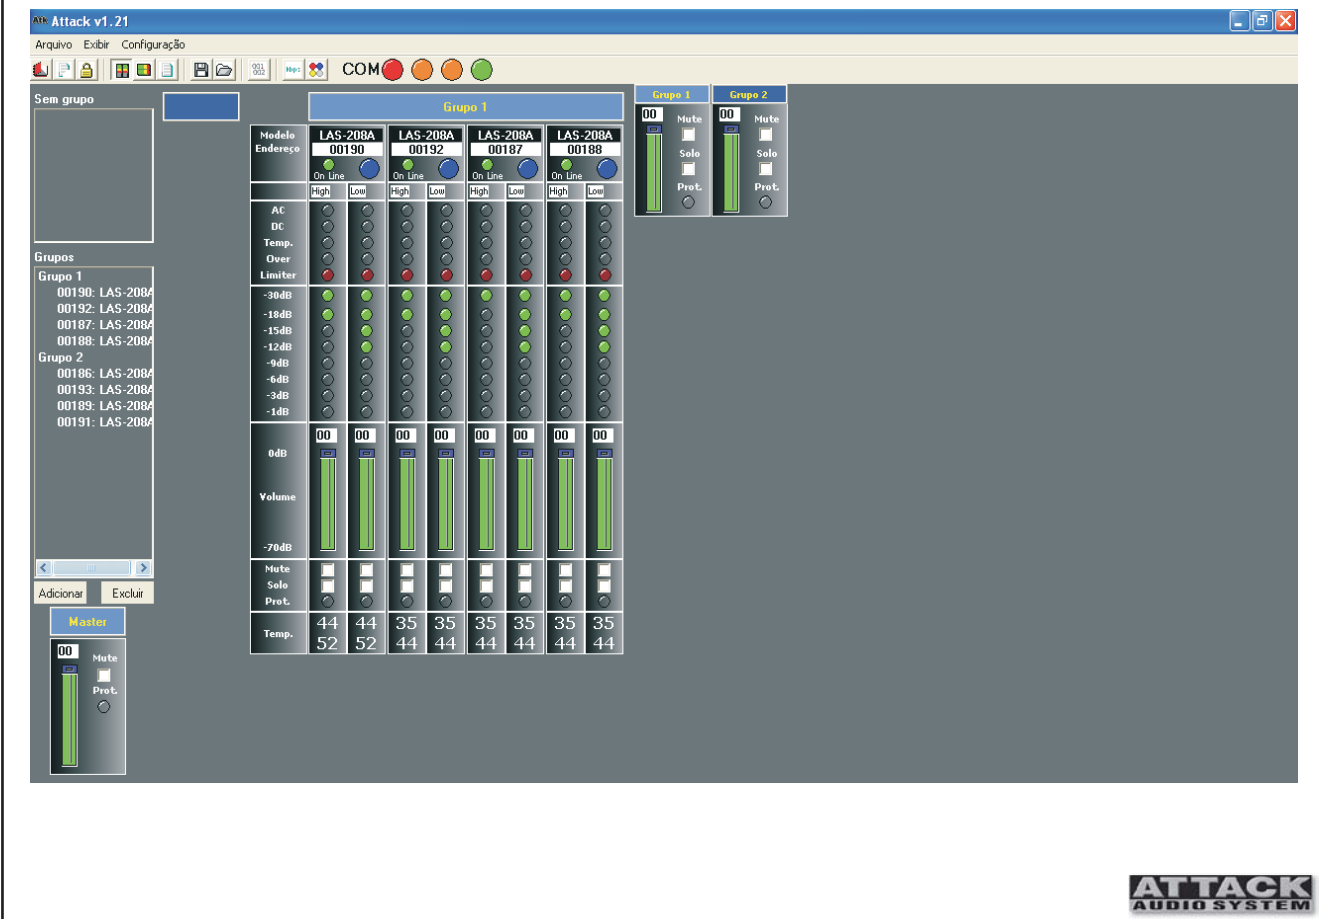 Atk Attack v1.21
Arquivo Exibir Configuração
001
002
COM
Sem grupo
Grupos
Grupo 1
00190: LAS-208A
00192: LAS-208A
00187: LAS-208A
00188: LAS-208A
Grupo 2
00186: LAS-208A
00193: LAS-208A
00189: LAS-208A
00191: LAS-208A
Adicionar Excluir
Master
00
Mute
Prot.
Grupo 1
Modelo LAS-208A LAS-208A LAS-208A LAS-208A
Endereço 00190 00192 00187 00188
On Line On Line On Line On Line
High Low High Low High Low High Low
AC
DC
Temp.
Over
Limiter
-30dB
-18dB
-15dB
-12dB
-9dB
-6dB
-3dB
-1dB
00 00 00 00 00 00 00 00
0dB
Volume
-70dB
Mute
Solo
Prot.
Temp.
44 44 35 35 35 35 35 35
52 52 44 44 44 44 44 44
Grupo 1 Grupo 2
00 Mute 00 Mute
Solo Solo
Prot. Prot.
ATTACK
AUDIO SYSTEM